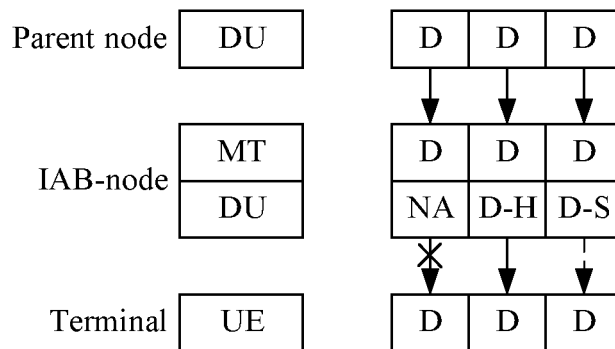 Parent node DU D D D
MT D D D
IAB-node
DU NA D-H D-S
Terminal UE D D D